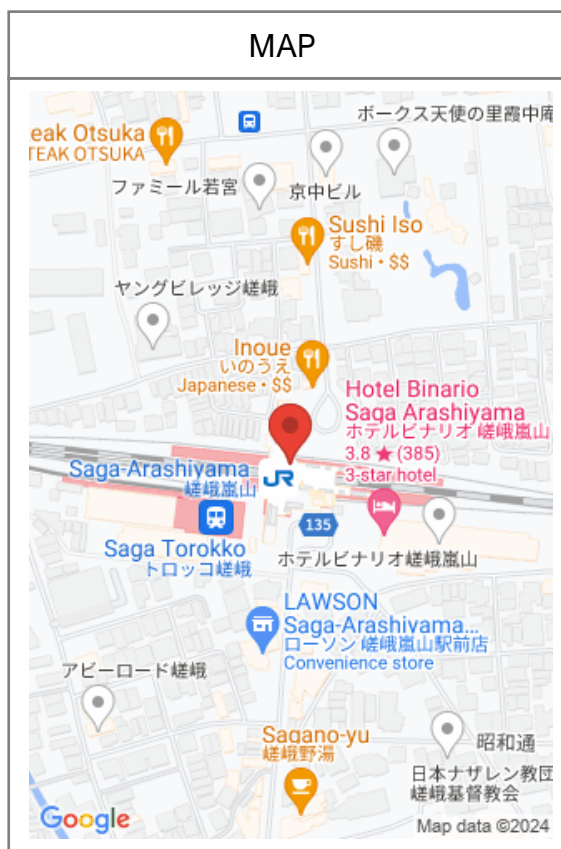 MAP
ボークス天使の里霞中庵
eak Otsuka
TEAK OTSUKA
ファミール若宮
京中ビル
Sushi Iso
すし磯
Sushi • $$
ヤングビレッジ嵯峨
Inoue
いのうえ
Japanese • $$
Hotel Binario
Saga Arashiyama
ホテルビナリオ 嵯峨嵐山
3.8 ★ (385)
3-star hotel
Saga-Arashiyama
嵯峨嵐山
JR
135
Saga Torokko
トロッコ嵯峨
ホテルビナリオ嵯峨嵐山
LAWSON
Saga-Arashiyama...
ローソン 嵯峨嵐山駅前店
Convenience store
アビーロード嵯峨
Sagano-yu
嵯峨野湯
昭和通
日本ナザレン教団
嵯峨基督教会
Google
Map data ©2024